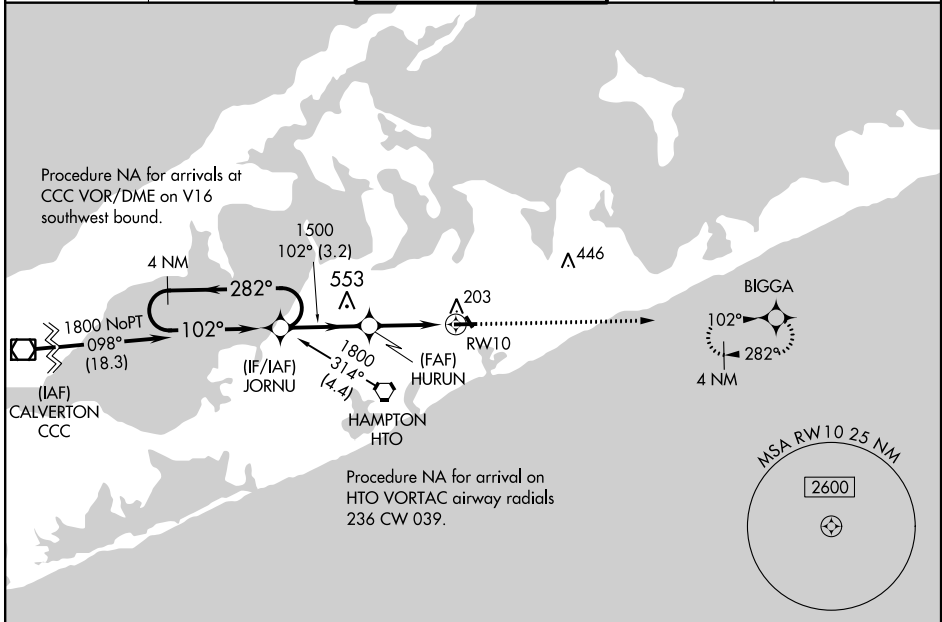 Procedure NA for arrivals at
CCC VOR/DME on V16
southwest bound.
4 NM
282°
102°
1500
102° (3.2)
553
446
203
RW10
1800 NoPT
098°
(18.3)
(IAF)
CALVERTON
CCC
(IF/IAF)
JORNU
1800
314°
(4.4)
(FAF)
HURUN
HAMPTON
HTO
BIGGA
102°
282°
4 NM
Procedure NA for arrival on
HTO VORTAC airway radials
236 CW 039.
MSA RW10 25 NM
2600